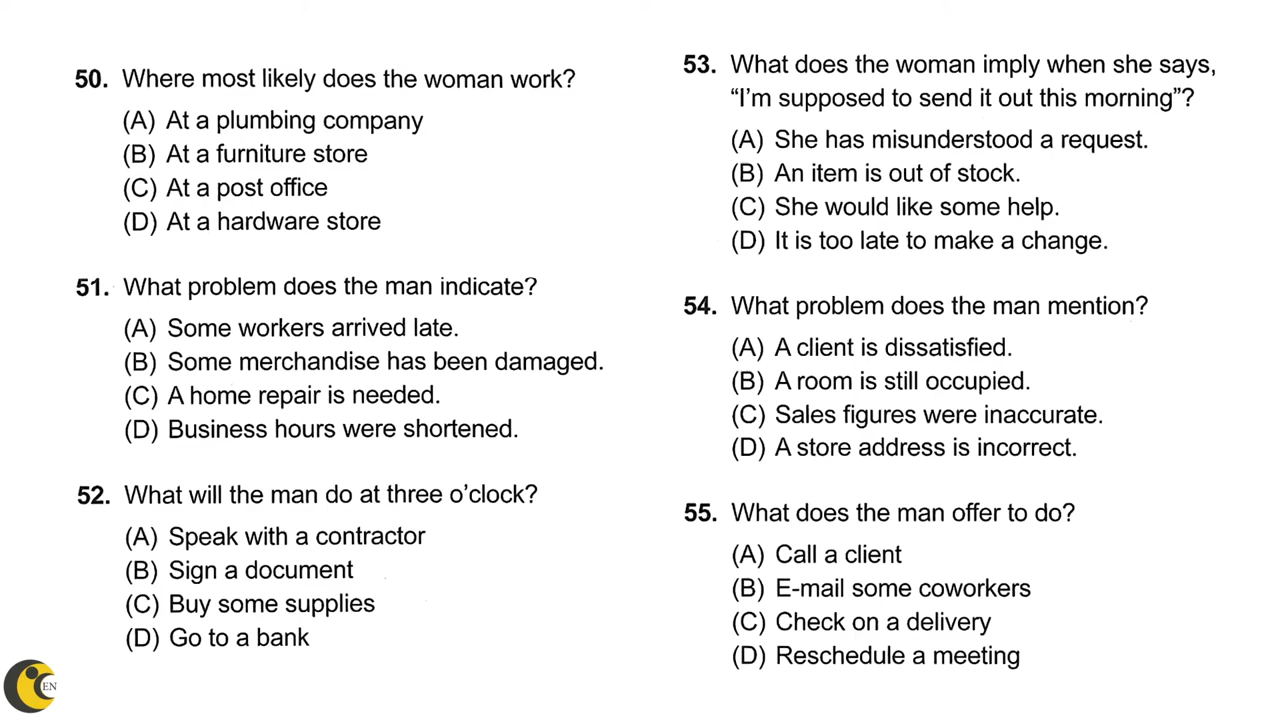 50. Where most likely does the woman work?
(A) At a plumbing company
(B) At a furniture store
(C) At a post office
(D) At a hardware store
51. What problem does the man indicate?
(A) Some workers arrived late.
(B) Some merchandise has been damaged.
(C) A home repair is needed.
(D) Business hours were shortened.
52. What will the man do at three o'clock?
(A) Speak with a contractor
(B) Sign a document
(C) Buy some supplies
(D) Go to a bank
53. What does the woman imply when she says,
“I'm supposed to send it out this morning”?
(A) She has misunderstood a request.
(B) An item is out of stock.
(C) She would like some help.
(D) It is too late to make a change.
54. What problem does the man mention?
(A) A client is dissatisfied.
(B) A room is still occupied.
(C) Sales figures were inaccurate.
(D) A store address is incorrect.
55. What does the man offer to do?
(A) Call a client
(B) E-mail some coworkers
(C) Check on a delivery
(D) Reschedule a meeting
EN